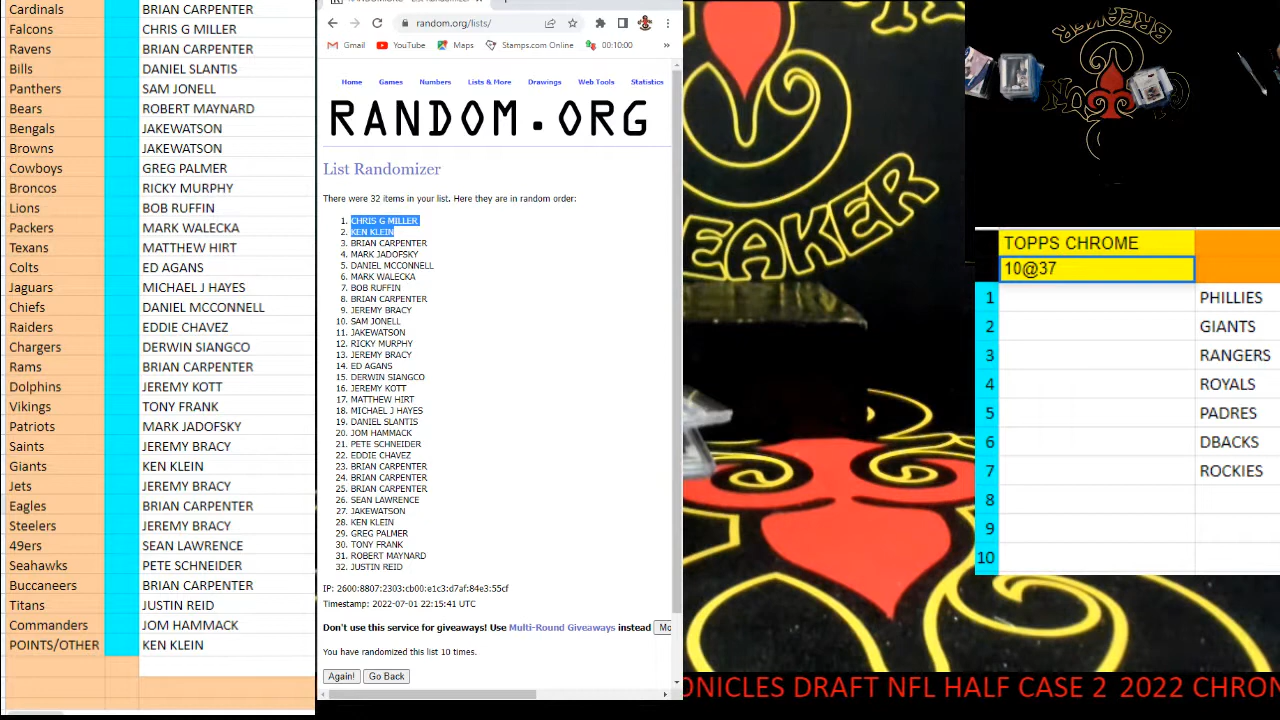 Cardinals BRIAN CARPENTER
Falcons CHRIS G MILLER
Ravens BRIAN CARPENTER
Bills DANIEL SLANTIS
Panthers SAM JONELL
Bears ROBERT MAYNARD
Bengals JAKEWATSON
Browns JAKEWATSON
Cowboys GREG PALMER
Broncos RICKY MURPHY
Lions BOB RUFFIN
Packers MARK WALECKA
Texans MATTHEW HIRT
Colts ED AGANS
Jaguars MICHAEL J HAYES
Chiefs DANIEL MCCONNELL
Raiders EDDIE CHAVEZ
Chargers DERWIN SIANGCO
Rams BRIAN CARPENTER
Dolphins JEREMY KOTT
Vikings TONY FRANK
Patriots MARK JADOFSKY
Saints JEREMY BRACY
Giants KEN KLEIN
Jets JEREMY BRACY
Eagles BRIAN CARPENTER
Steelers JEREMY BRACY
49ers SEAN LAWRENCE
Seahawks PETE SCHNEIDER
Buccaneers BRIAN CARPENTER
Titans JUSTIN REID
Commanders JOM HAMMACK
POINTS/OTHER KEN KLEIN
random.org/lists/
Gmail YouTube Maps Stamps.com Online 00:10:00 »
Home Games Numbers Lists & More Drawings Web Tools Statistics
RANDOM.ORG
List Randomizer
There were 32 items in your list. Here they are in random order:
1. CHRIS G MILLER
2. KEN KLEIN
3. BRIAN CARPENTER
4. MARK JADOFSKY
5. DANIEL MCCONNELL
6. MARK WALECKA
7. BOB RUFFIN
8. BRIAN CARPENTER
9. JEREMY BRACY
10. SAM JONELL
11. JAKEWATSON
12. RICKY MURPHY
13. JEREMY BRACY
14. ED AGANS
15. DERWIN SIANGCO
16. JEREMY KOTT
17. MATTHEW HIRT
18. MICHAEL J HAYES
19. DANIEL SLANTIS
20. JOM HAMMACK
21. PETE SCHNEIDER
22. EDDIE CHAVEZ
23. BRIAN CARPENTER
24. BRIAN CARPENTER
25. BRIAN CARPENTER
26. SEAN LAWRENCE
27. JAKEWATSON
28. KEN KLEIN
29. GREG PALMER
30. TONY FRANK
31. ROBERT MAYNARD
32. JUSTIN REID
IP: 2600:8807:2303:cb00:e1c3:d7af:84e3:55cf
Timestamp: 2022-07-01 22:15:41 UTC
Don't use this service for giveaways! Use Multi-Round Giveaways instead Mo
You have randomized this list 10 times.
Again! Go Back
EAKER
BREAKER
TOPPS CHROME
10@37
1 PHILLIES
2 GIANTS
3 RANGERS
4 ROYALS
5 PADRES
6 DBACKS
7 ROCKIES
8
9
10
ONICLES DRAFT NFL HALF CASE 2 2022 CHRON